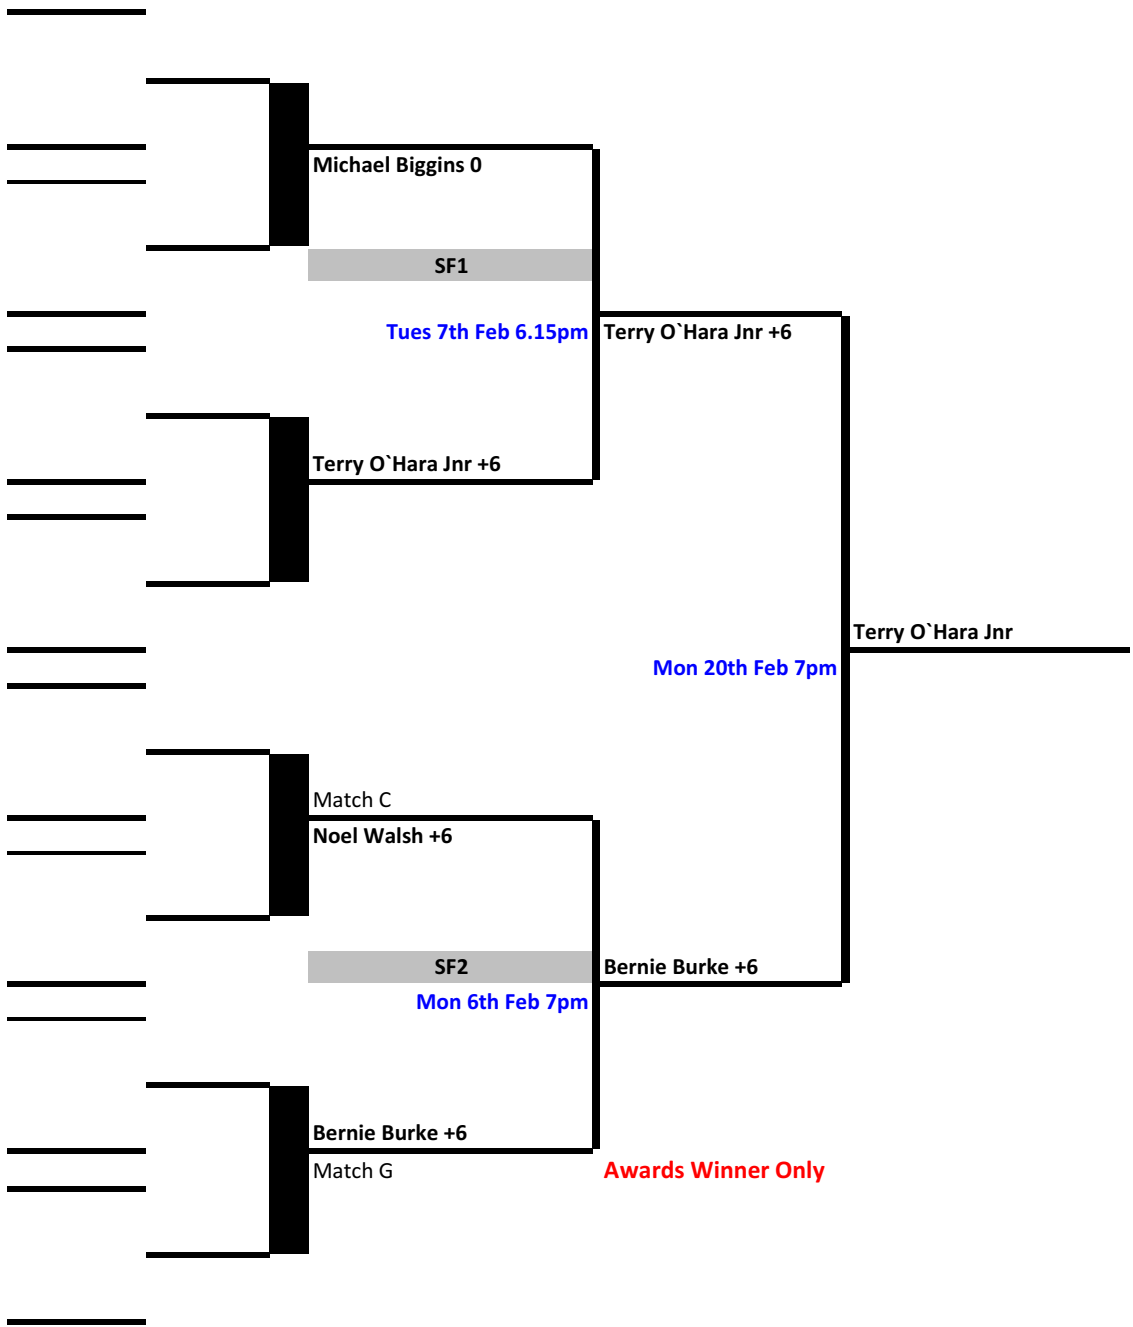 Michael Biggins 0
SF1
Tues 7th Feb 6.15pm
Terry O`Hara Jnr +6
Terry O`Hara Jnr +6
Terry O`Hara Jnr
Mon 20th Feb 7pm
Match C
Noel Walsh +6
SF2
Bernie Burke +6
Mon 6th Feb 7pm
Bernie Burke +6
Match G
Awards Winner Only